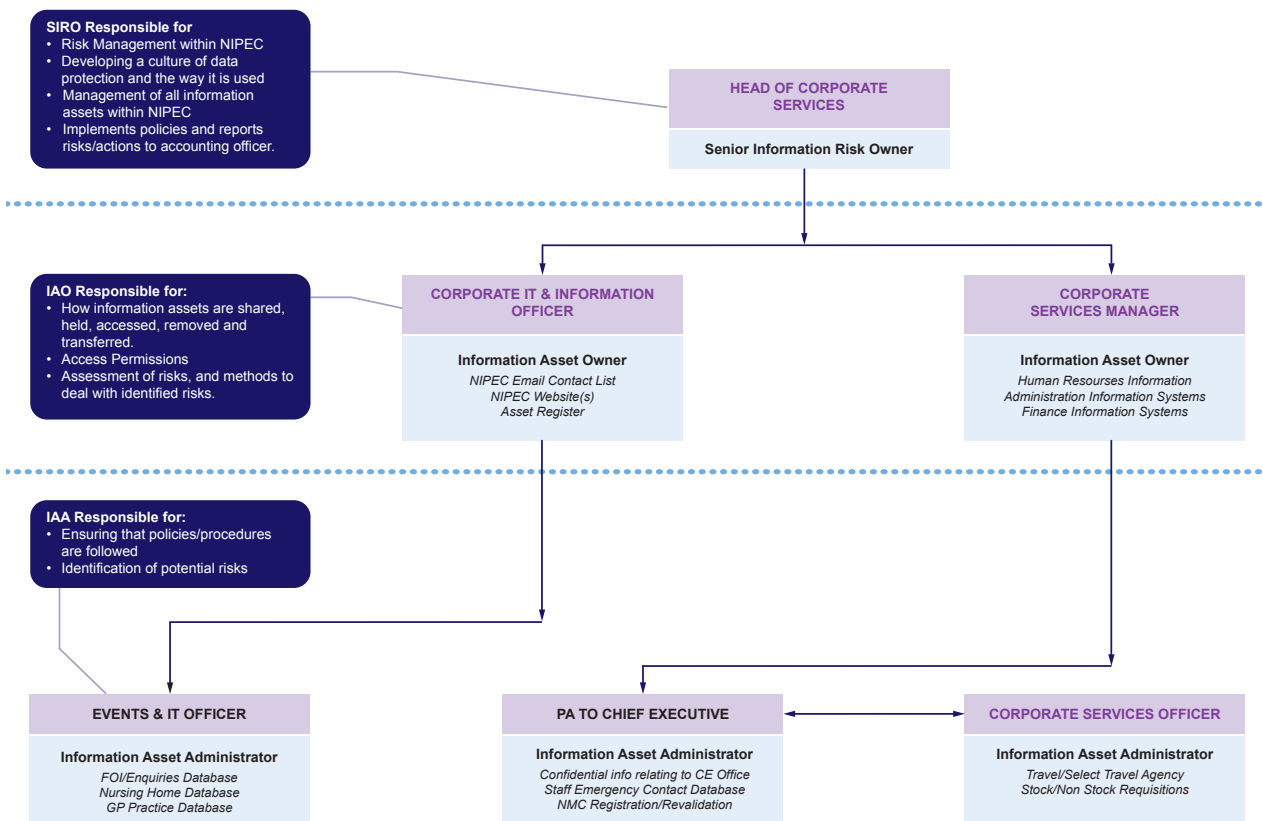 SIRO Responsible for
• Risk Management within NIPEC
• Developing a culture of data
protection and the way it is used
• Management of all information
assets within NIPEC
• Implements policies and reports
risks/actions to accounting officer.
HEAD OF CORPORATE
SERVICES
Senior Information Risk Owner
IAO Responsible for:
• How information assets are shared,
held, accessed, removed and
transferred.
• Access Permissions
• Assessment of risks, and methods to
deal with identified risks.
CORPORATE IT & INFORMATION
OFFICER
Information Asset Owner
NIPEC Email Contact List
NIPEC Website(s)
Asset Register
CORPORATE
SERVICES MANAGER
Information Asset Owner
Human Resourses Information
Administration Information Systems
Finance Information Systems
IAA Responsible for:
• Ensuring that policies/procedures
are followed
• Identification of potential risks
EVENTS & IT OFFICER
Information Asset Administrator
FOI/Enquiries Database
Nursing Home Database
GP Practice Database
PA TO CHIEF EXECUTIVE
Information Asset Administrator
Confidential info relating to CE Office
Staff Emergency Contact Database
NMC Registration/Revalidation
CORPORATE SERVICES OFFICER
Information Asset Administrator
Travel/Select Travel Agency
Stock/Non Stock Requisitions